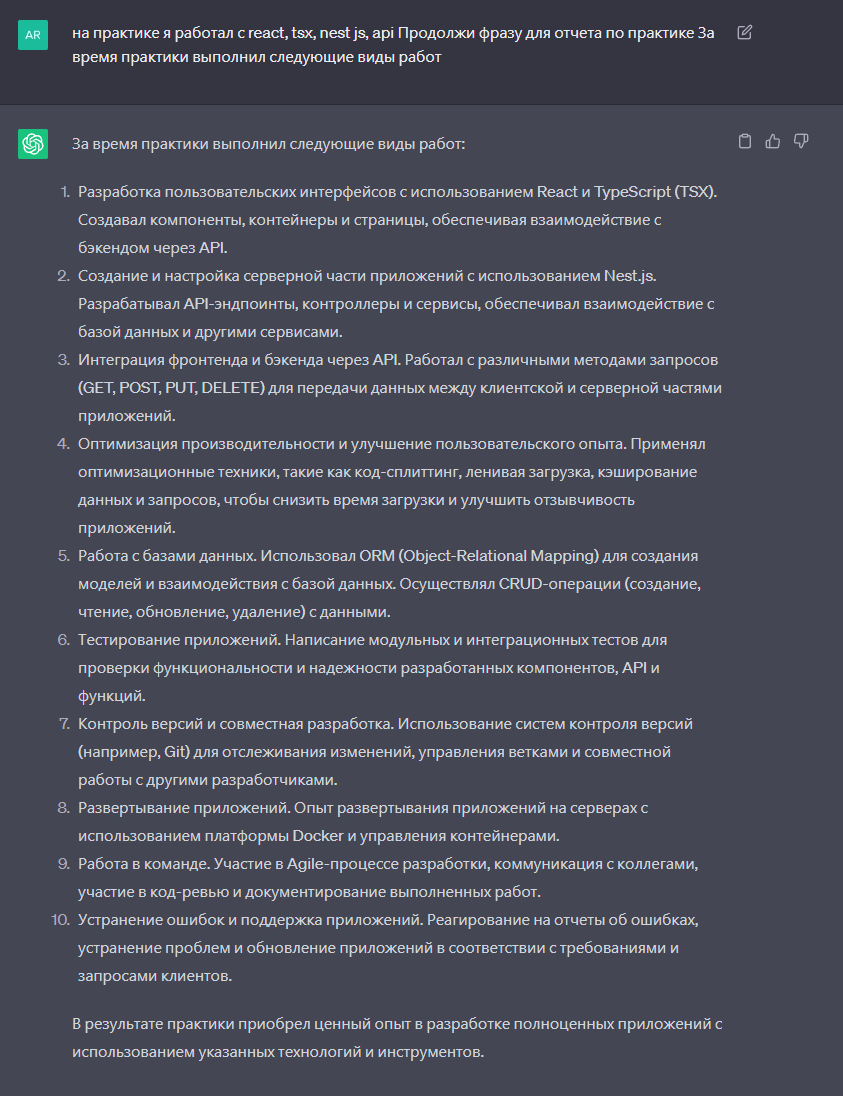 AR
на практике я работал с react, tsx, nest js, api Продолжи фразу для отчета по практике За
время практики выполнил следующие виды работ
За время практики выполнил следующие виды работ:
1. Разработка пользовательских интерфейсов с использованием React и TypeScript (TSX).
Создавал компоненты, контейнеры и страницы, обеспечивая взаимодействие с
бэкендом через API.
2. Создание и настройка серверной части приложений с использованием Nest.js.
Разрабатывал API-эндпоинты, контроллеры и сервисы, обеспечивал взаимодействие с
базой данных и другими сервисами.
3. Интеграция фронтенда и бэкенда через API. Работал с различными методами запросов
(GET, POST, PUT, DELETE) для передачи данных между клиентской и серверной частями
приложений.
4. Оптимизация производительности и улучшение пользовательского опыта. Применял
оптимизационные техники, такие как код-сплиттинг, ленивая загрузка, кэширование
данных и запросов, чтобы снизить время загрузки и улучшить отзывчивость
приложений.
5. Работа с базами данных. Использовал ORM (Object-Relational Mapping) для создания
моделей и взаимодействия с базой данных. Осуществлял CRUD-операции (создание,
чтение, обновление, удаление) с данными.
6. Тестирование приложений. Написание модульных и интеграционных тестов для
проверки функциональности и надежности разработанных компонентов, API и
функций.
7. Контроль версий и совместная разработка. Использование систем контроля версий
(например, Git) для отслеживания изменений, управления ветками и совместной
работы с другими разработчиками.
8. Развертывание приложений. Опыт развертывания приложений на серверах с
использованием платформы Docker и управления контейнерами.
9. Работа в команде. Участие в Agile-процессе разработки, коммуникация с коллегами,
участие в код-ревью и документирование выполненных работ.
10. Устранение ошибок и поддержка приложений. Реагирование на отчеты об ошибках,
устранение проблем и обновление приложений в соответствии с требованиями и
запросами клиентов.
В результате практики приобрел ценный опыт в разработке полноценных приложений с
использованием указанных технологий и инструментов.